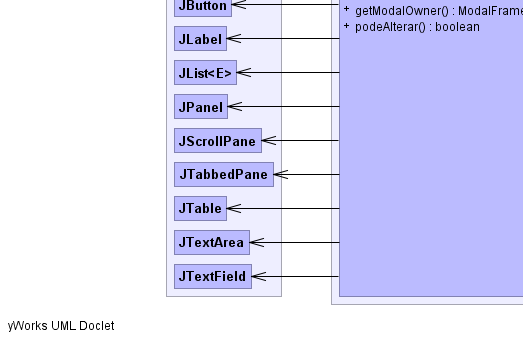 JButton
+ getModalOwner() : ModalFrame
JLabel
+ podeAlterar() : boolean
JList<E>
JPanel
JScrollPane
JTabbedPane
JTable
JTextArea
JTextField
yWorks UML Doclet